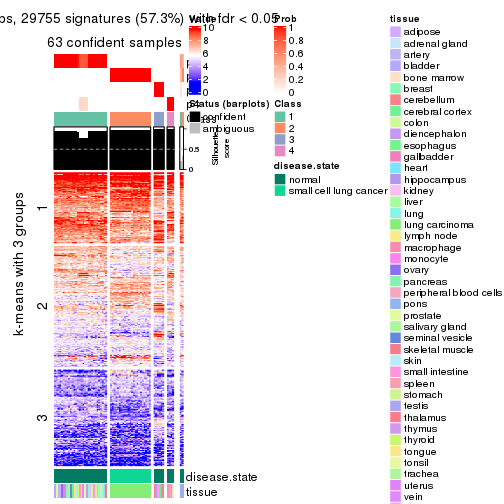 ps, 29755 signatures (57.3%) with fdr < 0.05
63 confident samples
k-means with 3 groups
1
2
3
Value
10
8
6
4
2
0
Prob
1
0.8
0.6
0.4
0.2
0
Status (barplots)
confident
ambiguous
Class
1
2
3
4
1
0.5
0
Silhouette
score
disease.state
normal
small cell lung cancer
disease.state
tissue
tissue
adipose
adrenal gland
artery
bladder
bone marrow
breast
cerebellum
cerebral cortex
colon
diencephalon
esophagus
gallbadder
heart
hippocampus
kidney
liver
lung
lung carcinoma
lymph node
macrophage
monocyte
ovary
pancreas
peripheral blood cells
pons
prostate
salivary gland
seminal vesicle
skeletal muscle
skin
small intestine
spleen
stomach
testis
thalamus
thymus
thyroid
tongue
tonsil
trachea
uterus
vein